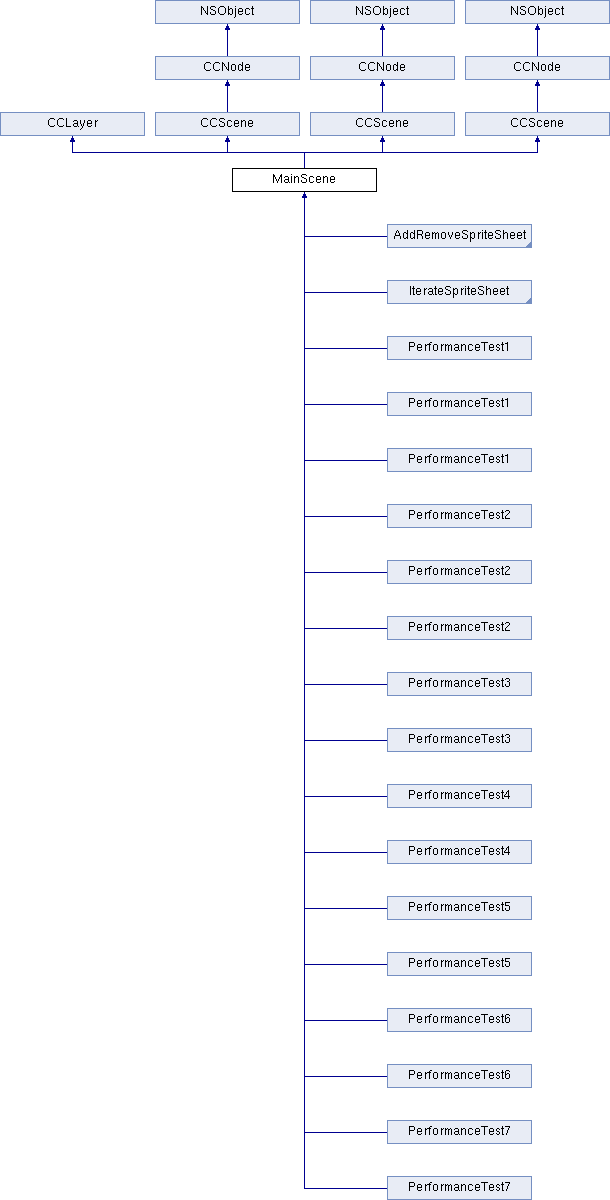 NSObject NSObject NSObject
CCNode CCNode CCNode
CCLayer CCScene CCScene CCScene
MainScene
AddRemoveSpriteSheet
IterateSpriteSheet
PerformanceTest1
PerformanceTest1
PerformanceTest1
PerformanceTest2
PerformanceTest2
PerformanceTest2
PerformanceTest3
PerformanceTest3
PerformanceTest4
PerformanceTest4
PerformanceTest5
PerformanceTest5
PerformanceTest6
PerformanceTest6
PerformanceTest7
PerformanceTest7